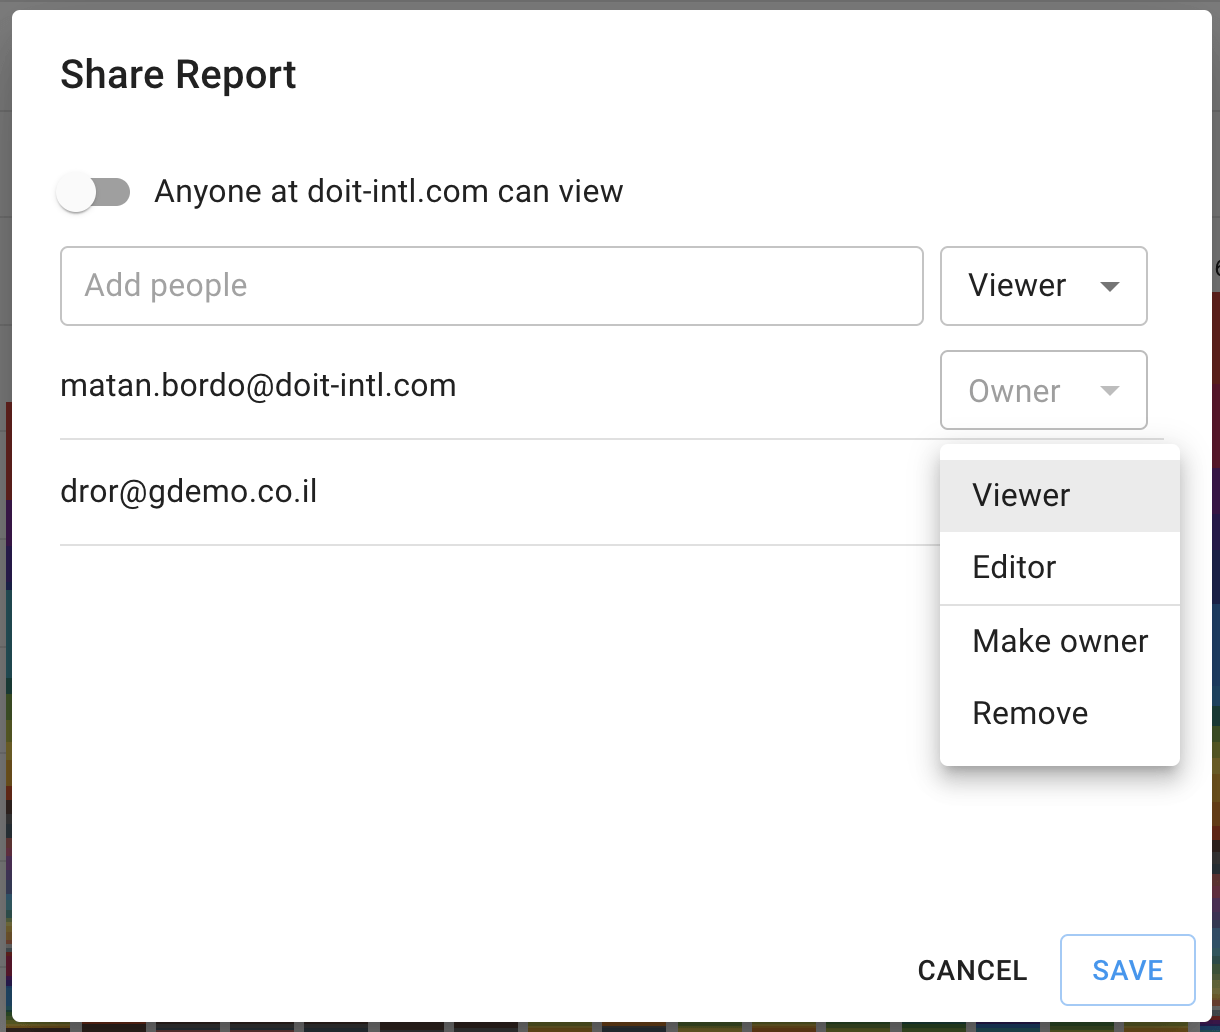 Share Report
Anyone at doit-intl.com can view
Add people
Viewer
matan.bordo@doit-intl.com
Owner
dror@gdemo.co.il
Viewer
Editor
Make owner
Remove
CANCEL
SAVE